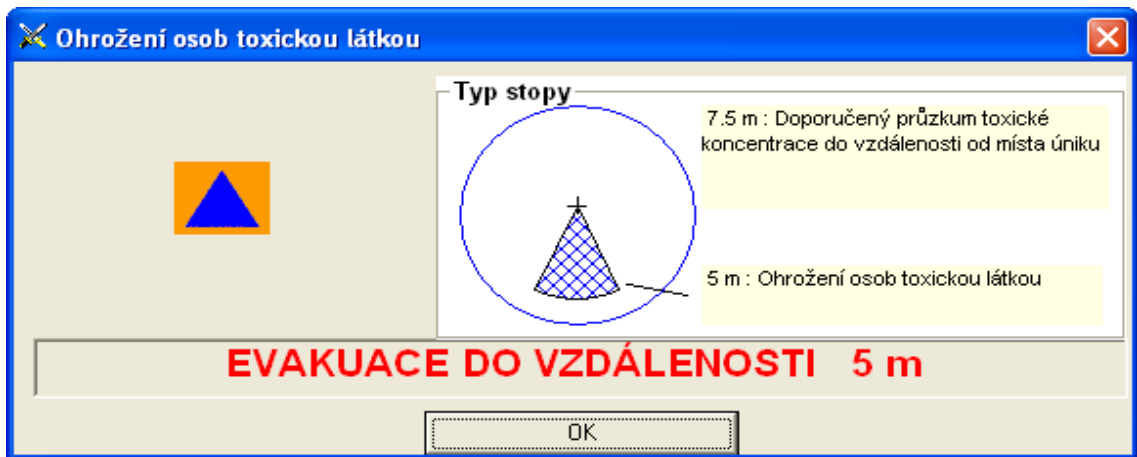 Ohrožení osob toxickou látkou
Typ stopy
7.5 m : Doporučený průzkum toxické
koncentrace do vzdálenosti od místa úniku
5 m : Ohrožení osob toxickou látkou
EVAKUACE DO VZDÁLENOSTI 5 m
OK